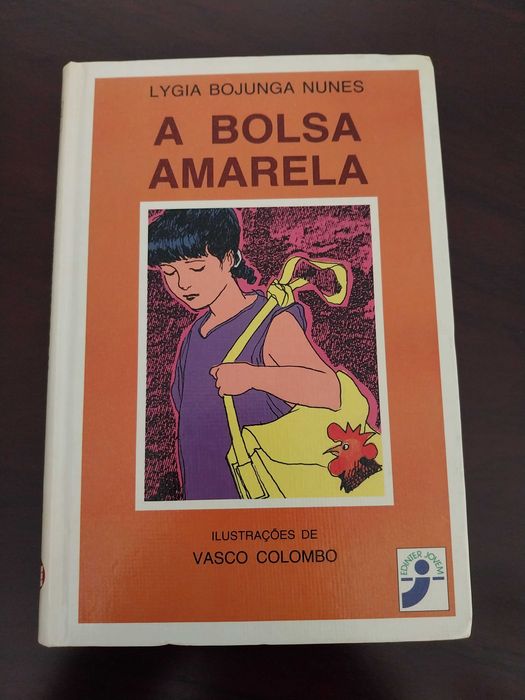 LYGIA BOJUNGA NUNES
A BOLSA
AMARELA
ILUSTRAÇÕES DE
VASCO COLOMBO
EDINTER JOVEM